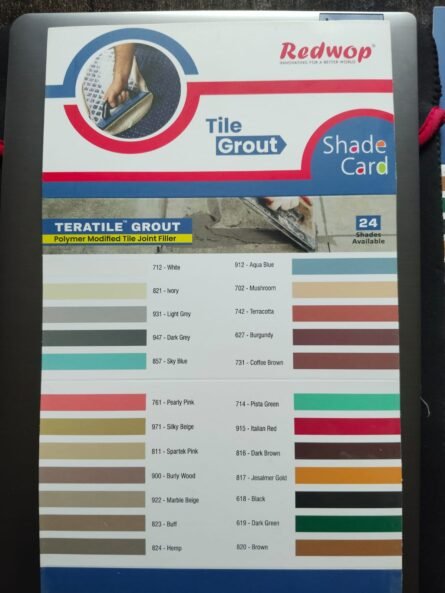 Redwop®
RENOVATORS FOR A BETTER WORLD
Tile
Grout
Shade
Card
TERATILE™ GROUT
Polymer Modified Tile Joint Filler
24
Shades
Available
712 - White
912 - Aqua Blue
821 - Ivory
702 - Mushroom
931 - Light Grey
742 - Terracotta
947 - Dark Grey
627 - Burgundy
857 - Sky Blue
731 - Coffee Brown
761 - Pearly Pink
714 - Pista Green
971 - Silky Beige
915 - Italian Red
811 - Spartek Pink
816 - Dark Brown
900 - Burly Wood
817 - Jesalmer Gold
922 - Marble Beige
618 - Black
823 - Buff
619 - Dark Green
824 - Hemp
820 - Brown